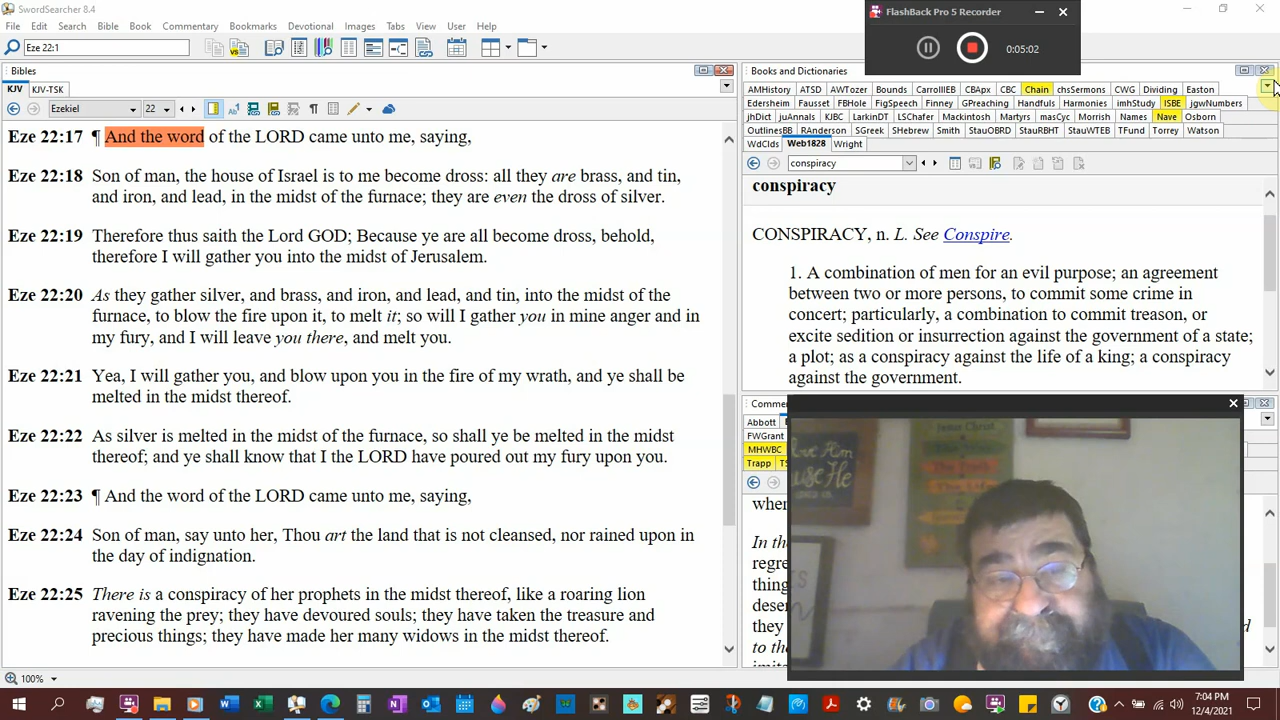 SwordSearcher 8.4
File Edit Search Book Commentary Bookmarks Devotional Images Tabs View User Help
Eze 22:1
FlashBack Pro 5 Recorder
00:05:02
Bibles
KJV KJV-TSK
Ezekiel 22
Eze 22:17 ¶ And the word of the LORD came unto me, saying,
Eze 22:18 Son of man, the house of Israel is to me become dross: all they are brass, and tin,
and iron, and lead, in the midst of the furnace; they are even the dross of silver.
Eze 22:19 Therefore thus saith the Lord GOD; Because ye are all become dross, behold,
therefore I will gather you into the midst of Jerusalem.
Eze 22:20 As they gather silver, and brass, and iron, and lead, and tin, into the midst of the
furnace, to blow the fire upon it, to melt it; so will I gather you in mine anger and in
my fury, and I will leave you there, and melt you.
Eze 22:21 Yea, I will gather you, and blow upon you in the fire of my wrath, and ye shall be
melted in the midst thereof.
Eze 22:22 As silver is melted in the midst of the furnace, so shall ye be melted in the midst
thereof; and ye shall know that I the LORD have poured out my fury upon you.
Eze 22:23 ¶ And the word of the LORD came unto me, saying,
Eze 22:24 Son of man, say unto her, Thou art the land that is not cleansed, nor rained upon in
the day of indignation.
Eze 22:25 There is a conspiracy of her prophets in the midst thereof, like a roaring lion
ravening the prey; they have devoured souls; they have taken the treasure and
precious things; they have made her many widows in the midst thereof.
100%
Books and Dictionaries
AMHistory ATSD AWTozer Bounds CarrollEB CBApx CBC Chain chsSermons CWG Dividing Easton
Edersheim Fausset FBHole FigSpeech Finney GPreaching Handfuls Harmonies imhStudy ISBE jgwNumbers
jhDict juAnnals KJBC LarkinDT LSChafer Mackintosh Martyrs masCyc Morrish Names Nave Osborn
OutlinesBB RAnderson SGreek SHebrew Smith StauOBRD StauRBHT StauWTEB TFund Torrey Watson
WdClds Web1828 Wright
conspiracy
conspiracy
CONSPIRACY, n. L. See Conspire.
1. A combination of men for an evil purpose; an agreement
between two or more persons, to commit some crime in
concert; particularly, a combination to commit treason, or
excite sedition or insurrection against the government of a state;
a plot; as a conspiracy against the life of a king; a conspiracy
against the government.
Comme
Abbott
FWGrant
MHWBC
Trapp TS
whe
In th
regre
thing
deser
they
to the
Jesus Christ
7:04 PM
12/4/2021